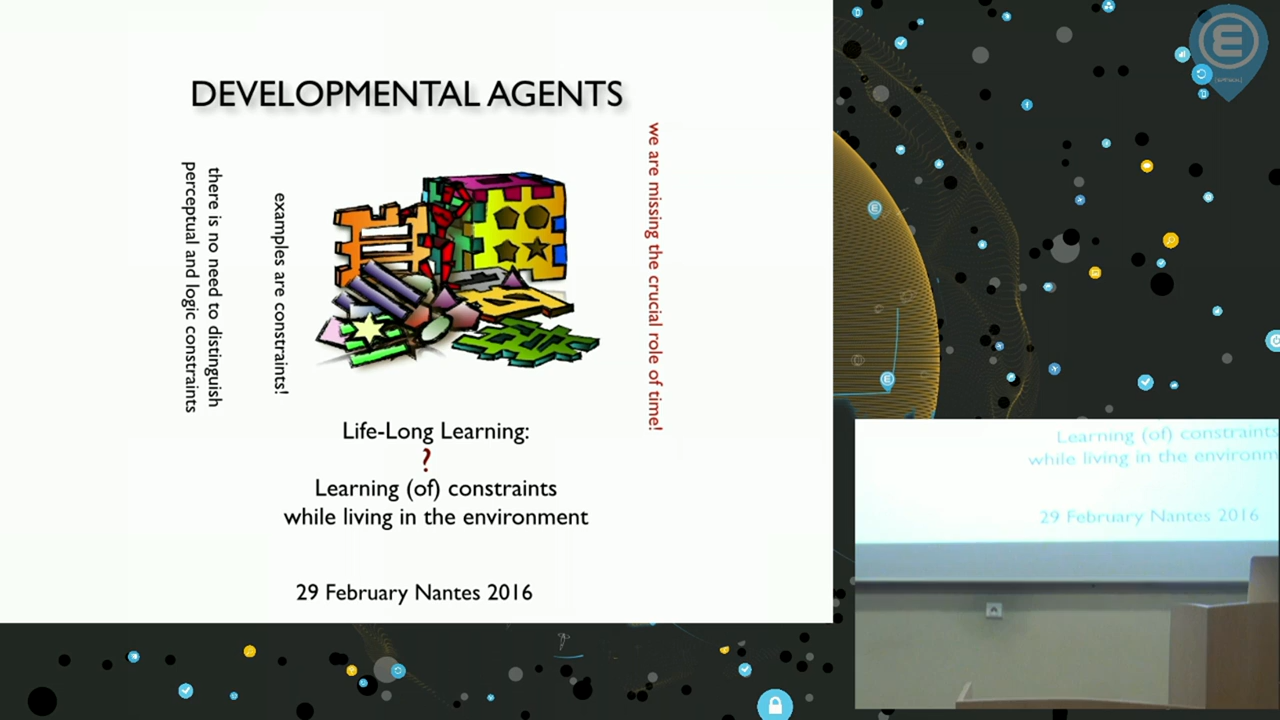 DEVELOPMENTAL AGENTS
there is no need to distinguish
perceptual and logic constraints
examples are constraints!
we are missing the crucial role of time!
Life-Long Learning:
?
Learning (of) constraints
while living in the environment
29 February Nantes 2016
Learning (of) constraints
while living in the environm
29 February Nantes 2016